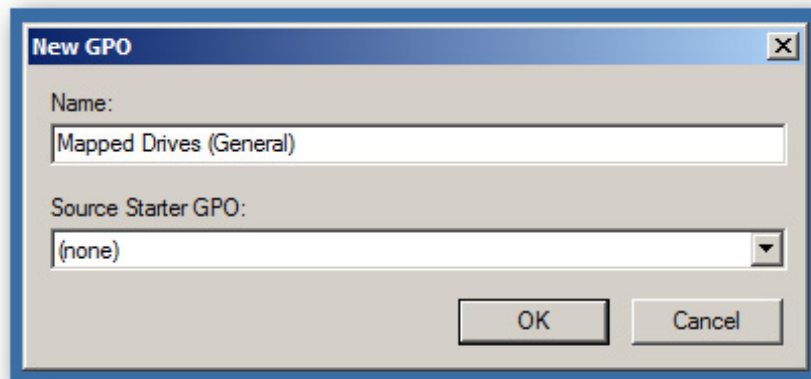 New GPO
Name:
Mapped Drives (General)
Source Starter GPO:
(none)
OK Cancel